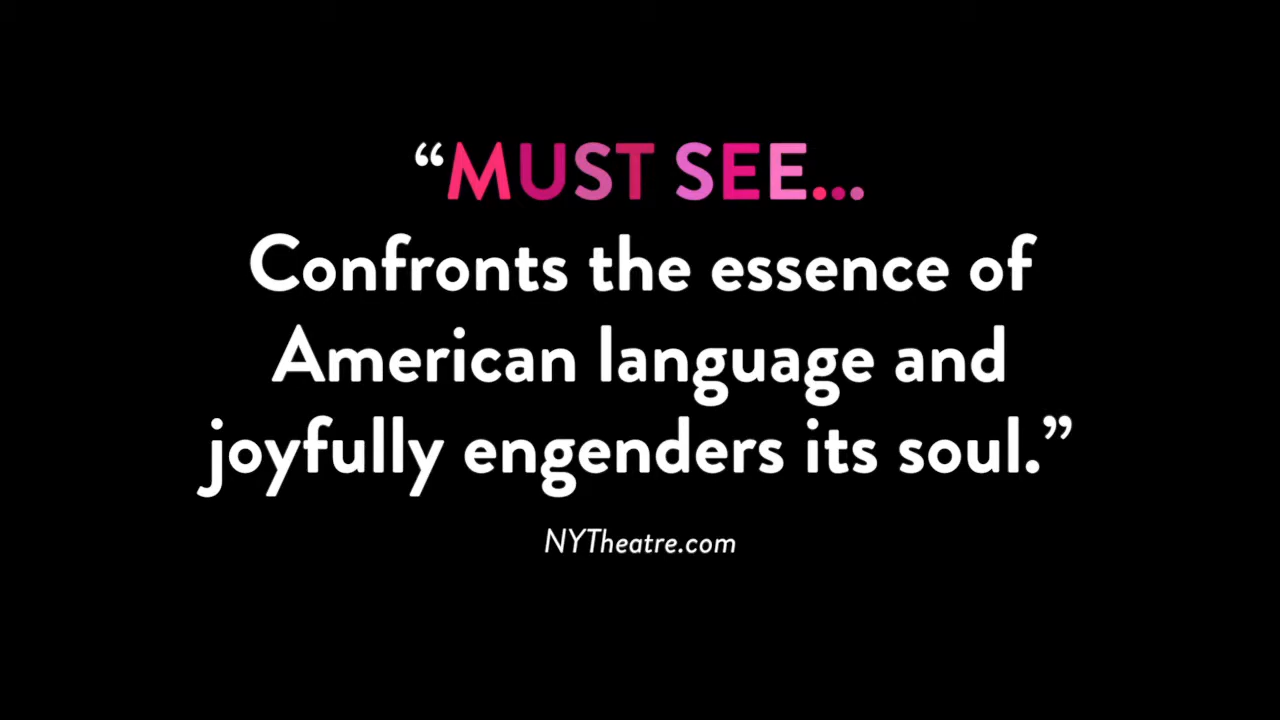 “MUST SEE...
Confronts the essence of
American language and
joyfully engenders its soul.”
NYTheatre.com